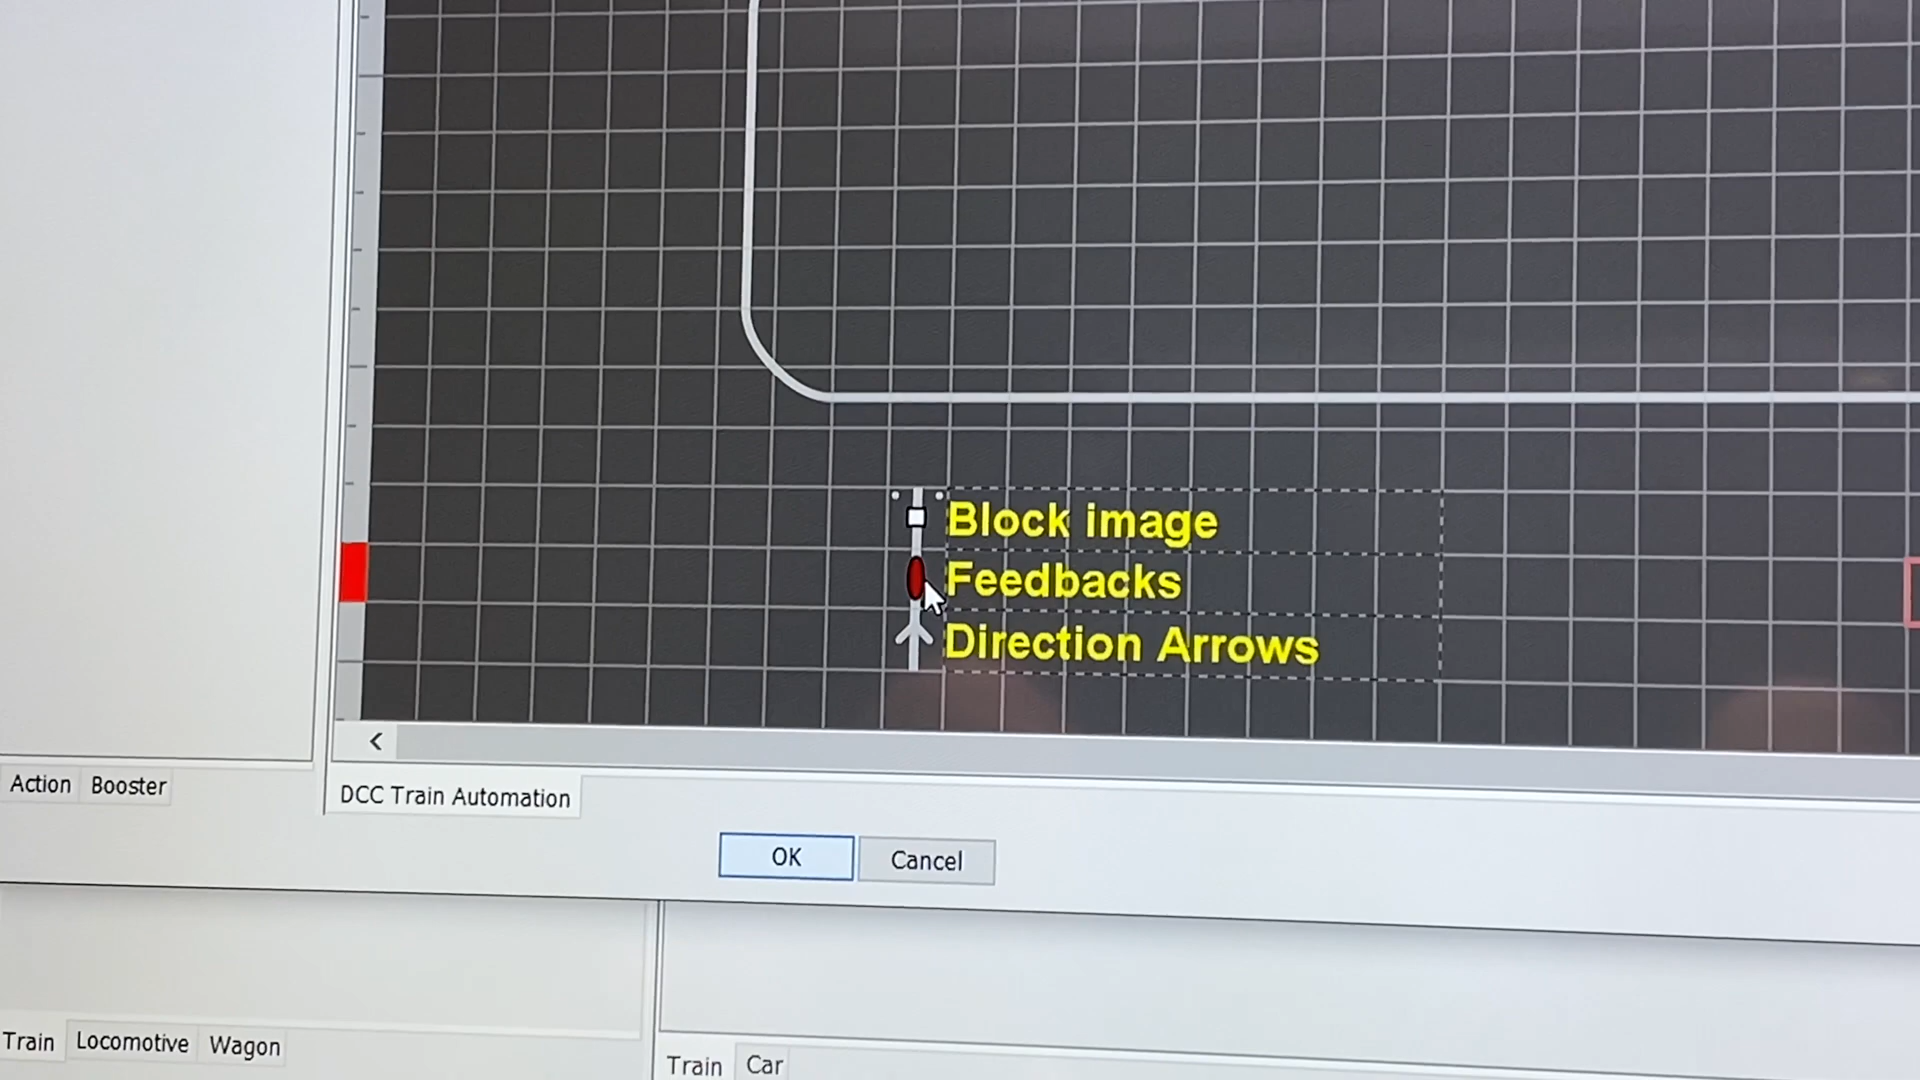 Block image
Feedbacks
Direction Arrows
Action Booster
DCC Train Automation
OK Cancel
Train Locomotive Wagon
Train Car